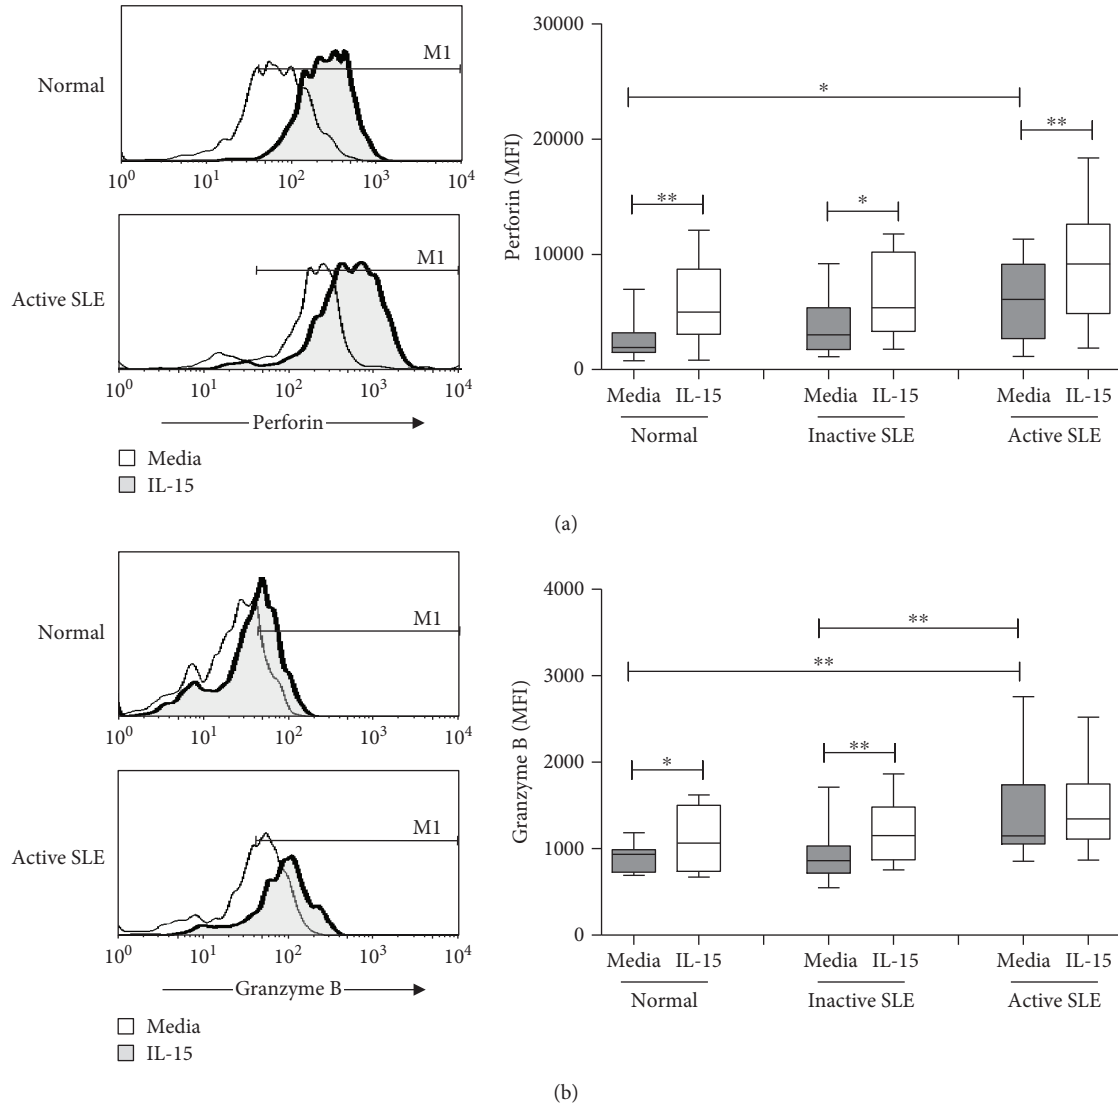 Normal
M1
10^0 10^1 10^2 10^3 10^4
Active SLE
M1
10^0 10^1 10^2 10^3 10^4
Perforin
Media
IL-15
Perforin (MFI)
30000
20000
10000
0
*
**
**
*
Media IL-15 Media IL-15 Media IL-15
Normal Inactive SLE Active SLE
(a)
Normal
M1
10^0 10^1 10^2 10^3 10^4
Active SLE
M1
10^0 10^1 10^2 10^3 10^4
Granzyme B
Media
IL-15
Granzyme B (MFI)
4000
3000
2000
1000
0
**
**
**
*
Media IL-15 Media IL-15 Media IL-15
Normal Inactive SLE Active SLE
(b)